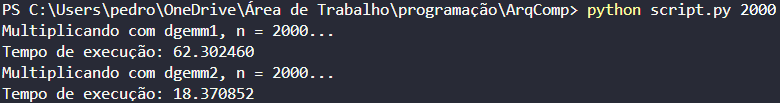 PS C:\Users\pedro\OneDrive\Área de Trabalho\programação\ArqComp> python script.py 2000
Multiplicando com dgemm1, n = 2000...
Tempo de execução: 62.302460
Multiplicando com dgemm2, n = 2000...
Tempo de execução: 18.370852